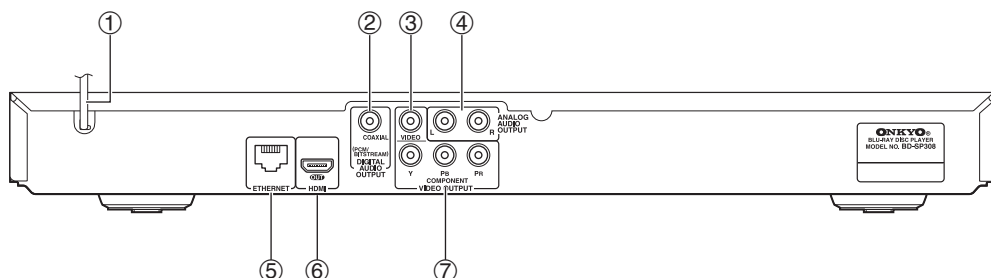 ① ② ③ ④
COAXIAL
(PCM/
BITSTREAM)
DIGITAL
AUDIO
OUTPUT
VIDEO
L R
ANALOG
AUDIO
OUTPUT
Y PB PR
COMPONENT
VIDEO OUTPUT
ETHERNET
OUT
HDMI
ONKYO®
BLU-RAY DISC PLAYER
MODEL NO. BD-SP308
⑤ ⑥ ⑦